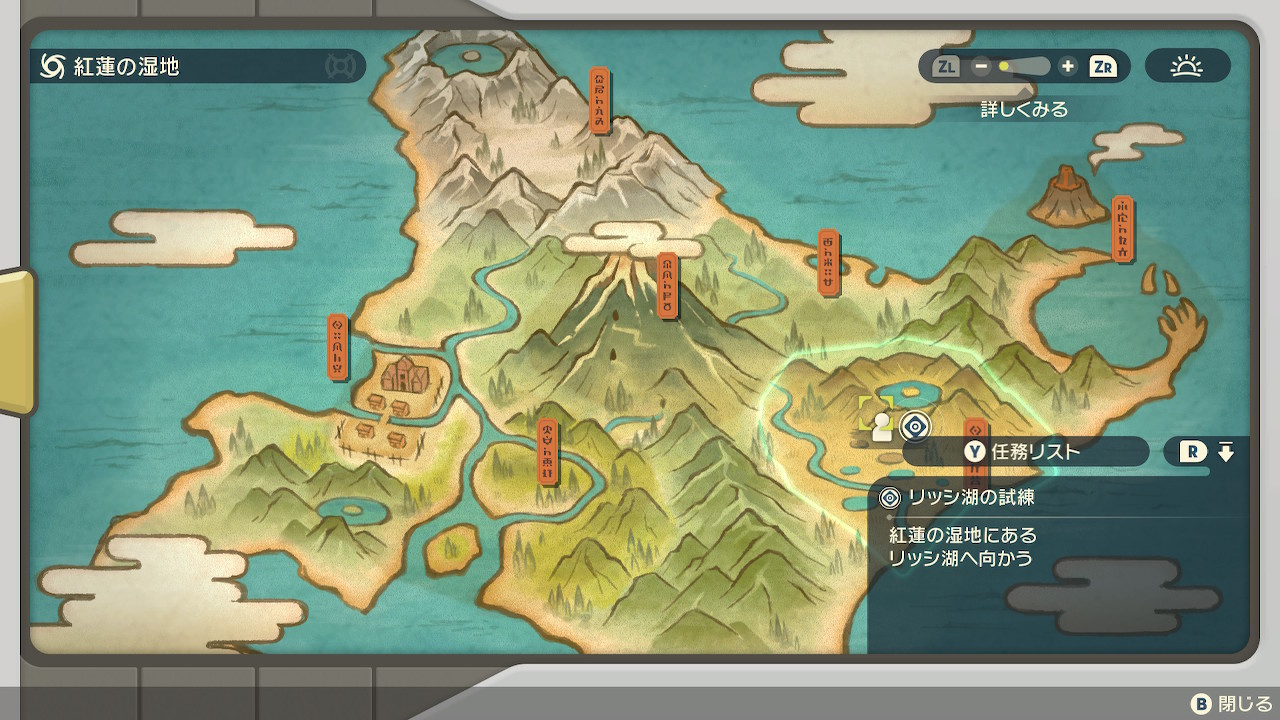 紅蓮の湿地
ZL − + ZR
詳しくみる
Y 任務リスト
R
リッシ湖の試練
紅蓮の湿地にある
リッシ湖へ向かう
B 閉じる